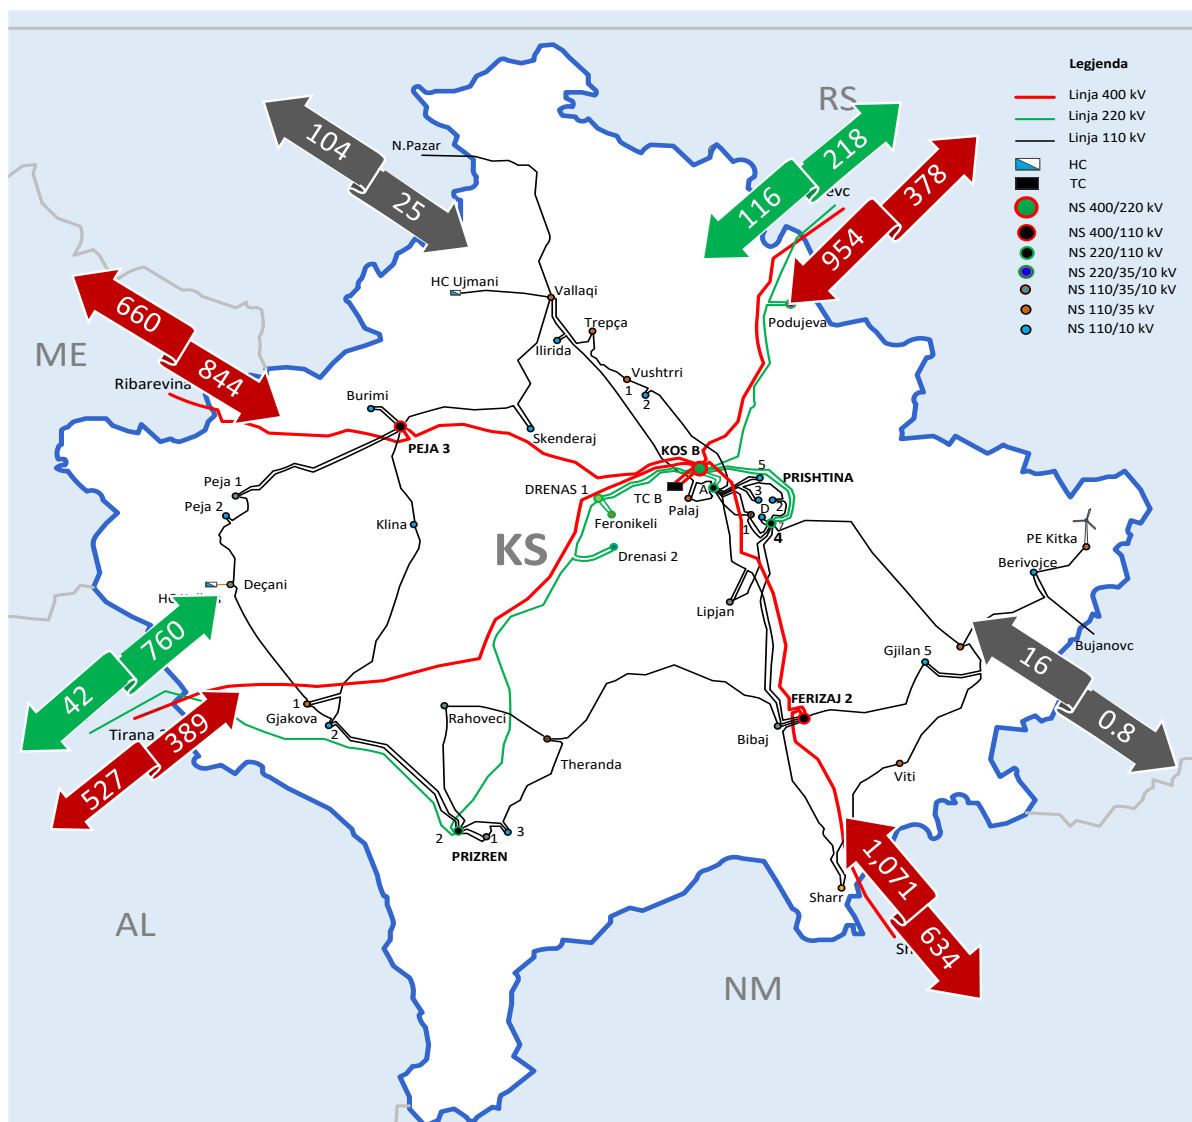 Legjenda
Linja 400 kV
Linja 220 kV
Linja 110 kV
HC
TC
NS 400/220 kV
NS 400/110 kV
NS 220/110 kV
NS 220/35/10 kV
NS 110/35/10 kV
NS 110/35 kV
NS 110/10 kV
RS
218
116
378
954
104
25
N.Pazar
HC Ujmani
Vallaqi
Trepça
Ilirida
Podujeva
660
844
ME
Ribarevina
Vushtrri
1
2
Burimi
PEJA 3
Skenderaj
KOS B
5
PRISHTINA
Peja 1
Peja 2
DRENAS 1
TC B
A
3
2
D
Palaj
1
4
Feronikeli
Klina
KS
Drenasi 2
PE Kitka
Berivojce
Deçani
Lipjan
Bujanovc
Gjilan 5
760
42
16
0.8
1
Gjakova
2
Rahoveci
FERIZAJ 2
Bibaj
Tirana
389
527
Theranda
Viti
2
1
3
PRIZREN
1,071
634
Sharr
AL
NM